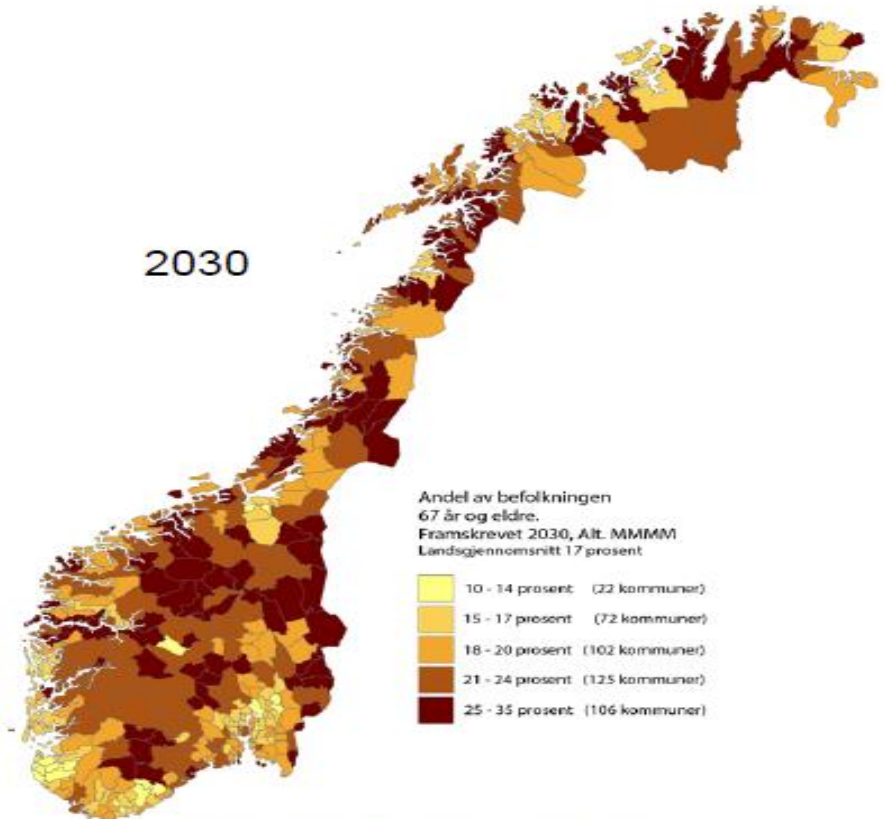 2030
Andel av befolkningen
67 år og eldre.
Framskrevet 2030, Alt. MMMM
Landsgjennomsnitt 17 prosent
10 - 14 prosent (22 kommuner)
15 - 17 prosent (72 kommuner)
18 - 20 prosent (102 kommuner)
21 - 24 prosent (125 kommuner)
25 - 35 prosent (106 kommuner)